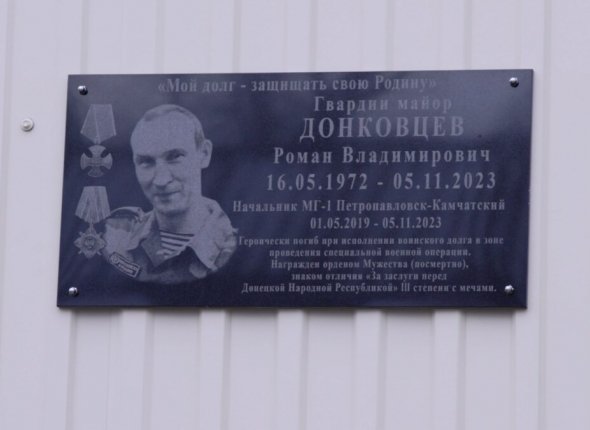 «Мой долг - защищать свою Родину»
Гвардии майор
ДОНКОВЦЕВ
Роман Владимирович
16.05.1972 - 05.11.2023
Начальник МГ-1 Петропавловск-Камчатский
01.05.2019 - 05.11.2023
Героически погиб при исполнении воинского долга в зоне
проведения специальной военной операции.
Награжден орденом Мужества (посмертно),
знаком отличия «За заслуги перед
Донецкой Народной Республикой» III степени с мечами.